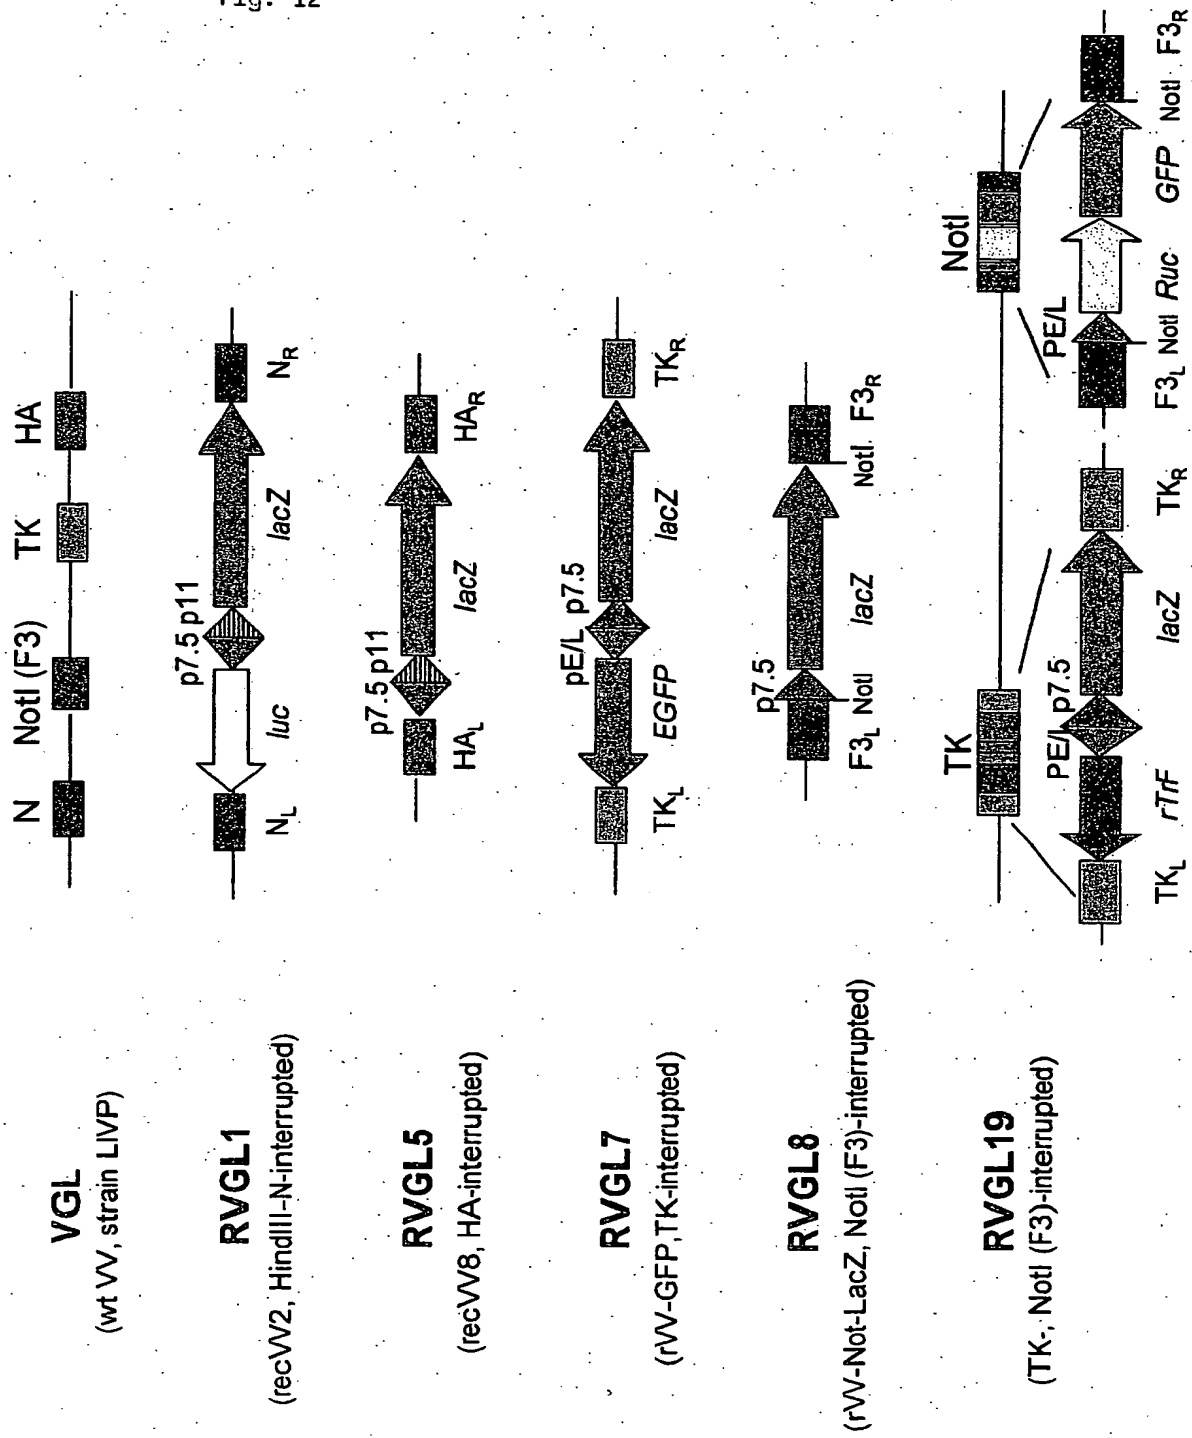 Fig. 12
VGL
(wt VV, strain LIVP)
N NotI (F3) TK HA
RVGL1
(recVV2, HindIII-N-interrupted)
p7.5 p11
N_L luc lacZ N_R
RVGL5
(recVV8, HA-interrupted)
p7.5 p11
HA_L lacZ HA_R
RVGL7
(rVV-GFP,TK-interrupted)
pE/L p7.5
TK_L EGFP lacZ TK_R
RVGL8
(rVV-Not-LacZ, NotI (F3)-interrupted)
p7.5
F3_L NotI lacZ NotI F3_R
RVGL19
(TK-, NotI (F3)-interrupted)
TK NotI
PE/L p7.5 PE/L
TK_L rTrF lacZ TK_R F3_L NotI Ruc GFP NotI F3_R